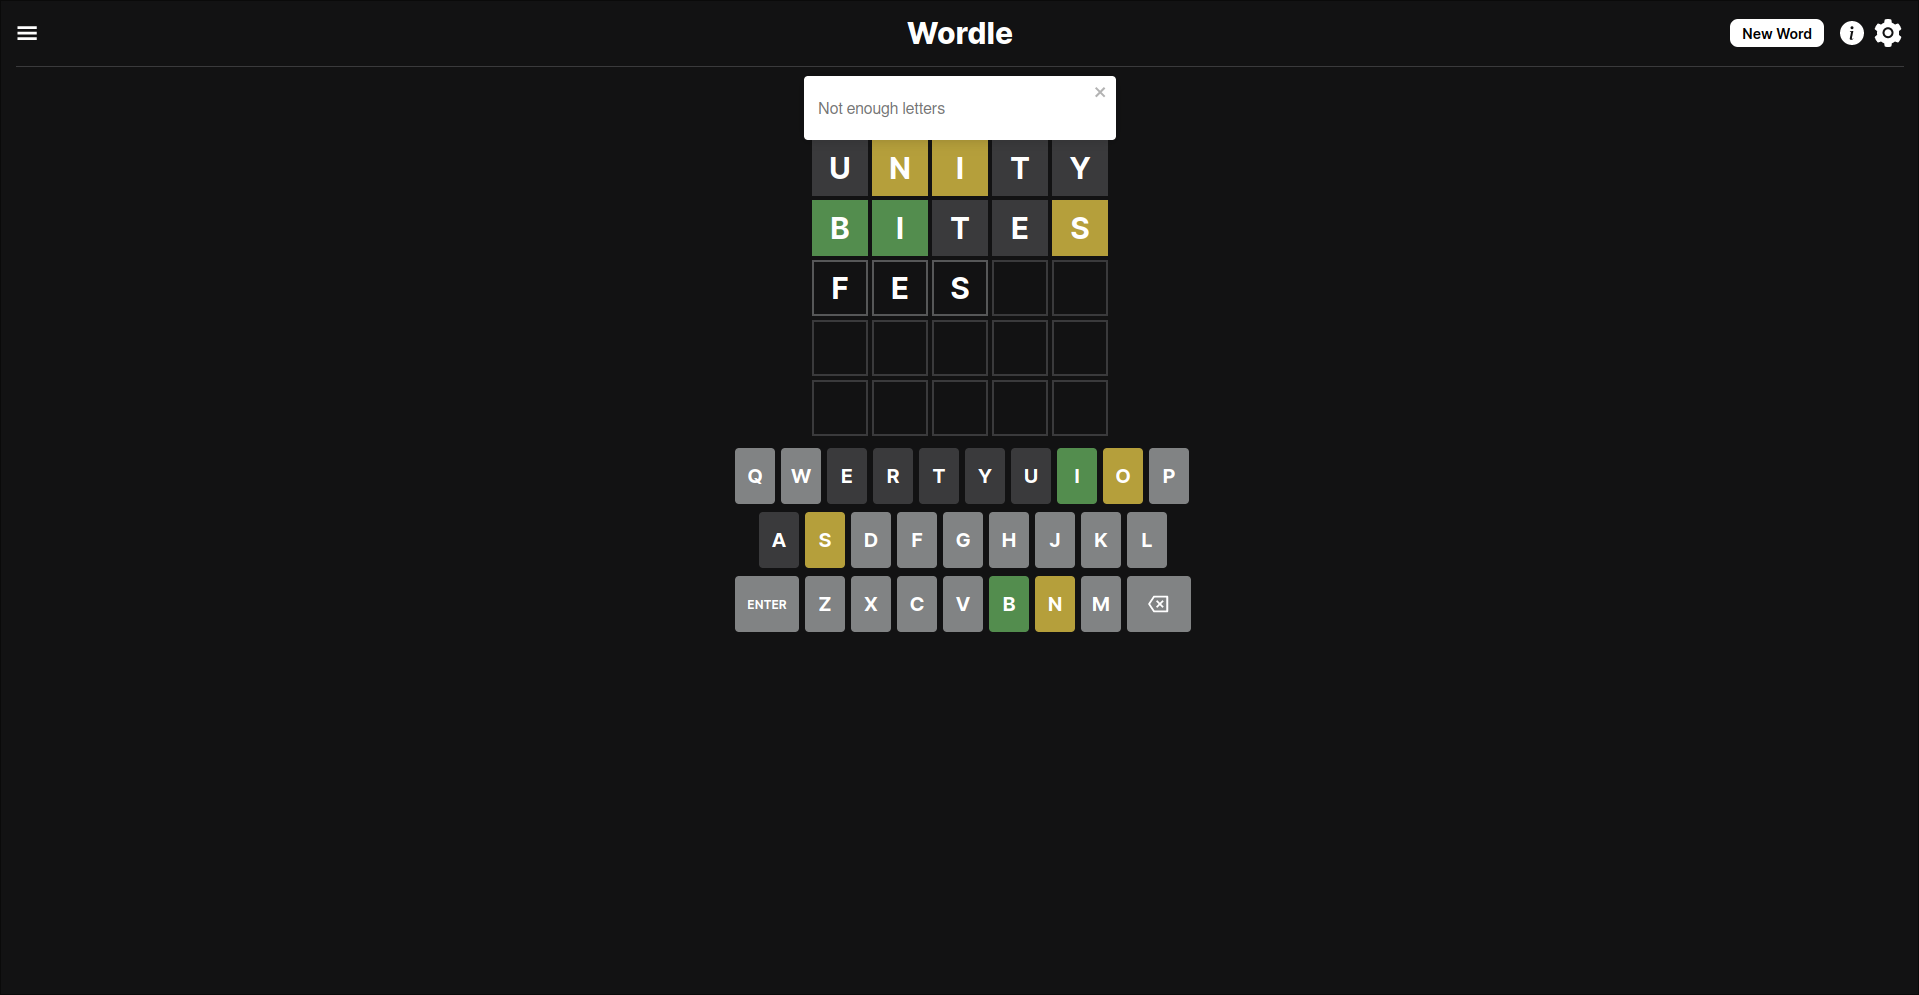 Wordle
New Word
Not enough letters
U N I T Y
B I T E S
F E S
Q W E R T Y U I O P
A S D F G H J K L
ENTER Z X C V B N M